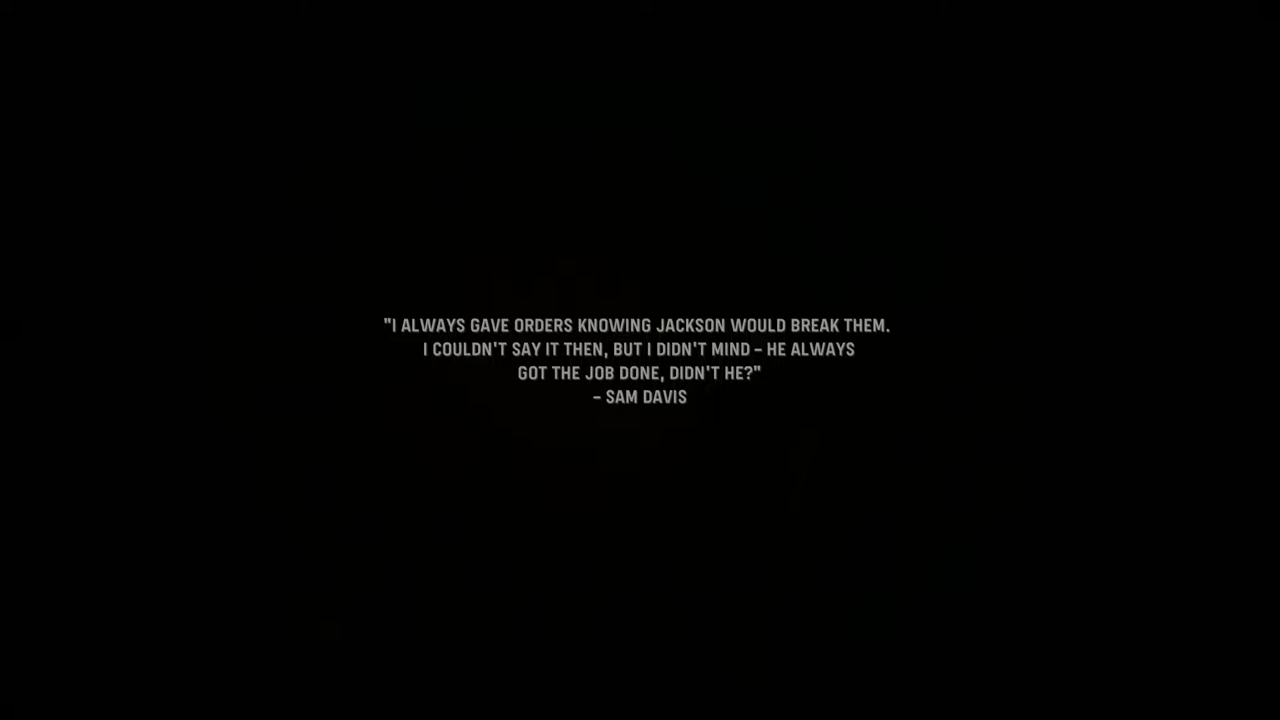 "I ALWAYS GAVE ORDERS KNOWING JACKSON WOULD BREAK THEM.
I COULDN'T SAY IT THEN, BUT I DIDN'T MIND – HE ALWAYS
GOT THE JOB DONE, DIDN'T HE?"
– SAM DAVIS